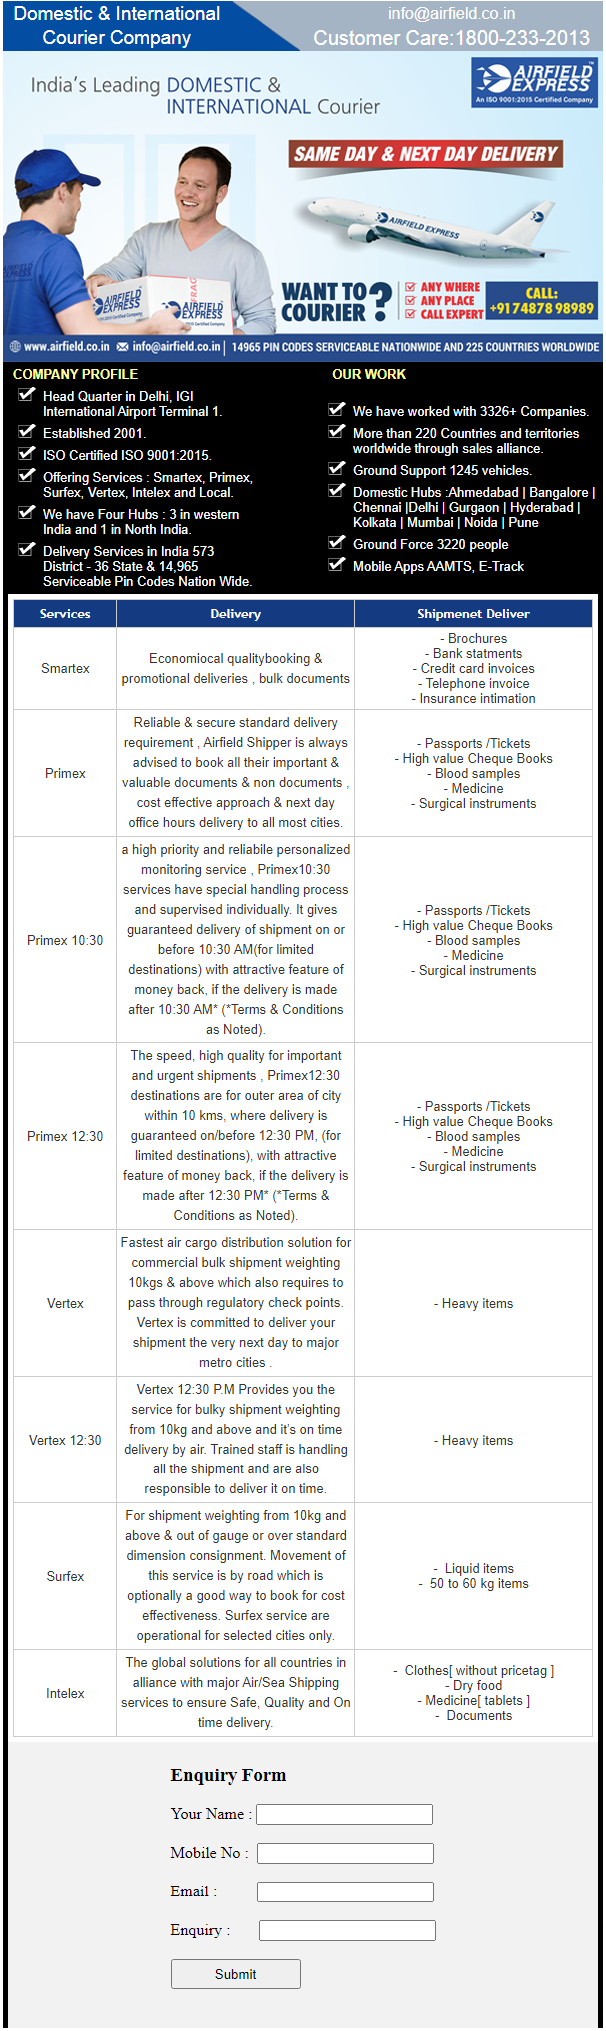 Domestic & International
Courier Company
info@airfield.co.in
Customer Care:1800-233-2013
India's Leading DOMESTIC &
INTERNATIONAL Courier
AIRFIELD
EXPRESS
An ISO 9001:2015 Certified Company
SAME DAY & NEXT DAY DELIVERY
AIRFIELD EXPRESS
FRAG
AIRFIELD
EXPRESS
AIRFIELD
EXPRESS
WANT TO
COURIER ?
ANY WHERE
ANY PLACE
CALL EXPERT
CALL:
+91 74878 98989
www.airfield.co.in info@airfield.co.in | 14965 PIN CODES SERVICEABLE NATIONWIDE AND 225 COUNTRIES WORLDWIDE
COMPANY PROFILE
Head Quarter in Delhi, IGI
International Airport Terminal 1.
Established 2001.
ISO Certified ISO 9001:2015.
Offering Services : Smartex, Primex,
Surfex, Vertex, Intelex and Local.
We have Four Hubs : 3 in western
India and 1 in North India.
Delivery Services in India 573
District - 36 State & 14,965
Serviceable Pin Codes Nation Wide.
OUR WORK
We have worked with 3326+ Companies.
More than 220 Countries and territories
worldwide through sales alliance.
Ground Support 1245 vehicles.
Domestic Hubs :Ahmedabad | Bangalore |
Chennai |Delhi | Gurgaon | Hyderabad |
Kolkata | Mumbai | Noida | Pune
Ground Force 3220 people
Mobile Apps AAMTS, E-Track
Services Delivery Shipmenet Deliver
Smartex
Economiocal qualitybooking &
promotional deliveries , bulk documents
- Brochures
- Bank statments
- Credit card invoices
- Telephone invoice
- Insurance intimation
Primex
Reliable & secure standard delivery
requirement , Airfield Shipper is always
advised to book all their important &
valuable documents & non documents ,
cost effective approach & next day
office hours delivery to all most cities.
- Passports /Tickets
- High value Cheque Books
- Blood samples
- Medicine
- Surgical instruments
Primex 10:30
a high priority and reliabile personalized
monitoring service , Primex10:30
services have special handling process
and supervised individually. It gives
guaranteed delivery of shipment on or
before 10:30 AM(for limited
destinations) with attractive feature of
money back, if the delivery is made
after 10:30 AM* (*Terms & Conditions
as Noted).
- Passports /Tickets
- High value Cheque Books
- Blood samples
- Medicine
- Surgical instruments
Primex 12:30
The speed, high quality for important
and urgent shipments , Primex12:30
destinations are for outer area of city
within 10 kms, where delivery is
guaranteed on/before 12:30 PM, (for
limited destinations), with attractive
feature of money back, if the delivery is
made after 12:30 PM* (*Terms &
Conditions as Noted).
- Passports /Tickets
- High value Cheque Books
- Blood samples
- Medicine
- Surgical instruments
Vertex
Fastest air cargo distribution solution for
commercial bulk shipment weighting
10kgs & above which also requires to
pass through regulatory check points.
Vertex is committed to deliver your
shipment the very next day to major
metro cities .
- Heavy items
Vertex 12:30
Vertex 12:30 P.M Provides you the
service for bulky shipment weighting
from 10kg and above and it's on time
delivery by air. Trained staff is handling
all the shipment and are also
responsible to deliver it on time.
- Heavy items
Surfex
For shipment weighting from 10kg and
above & out of gauge or over standard
dimension consignment. Movement of
this service is by road which is
optionally a good way to book for cost
effectiveness. Surfex service are
operational for selected cities only.
- Liquid items
- 50 to 60 kg items
Intelex
The global solutions for all countries in
alliance with major Air/Sea Shipping
services to ensure Safe, Quality and On
time delivery.
- Clothes[ without pricetag ]
- Dry food
- Medicine[ tablets ]
- Documents
Enquiry Form
Your Name :
Mobile No :
Email :
Enquiry :
Submit